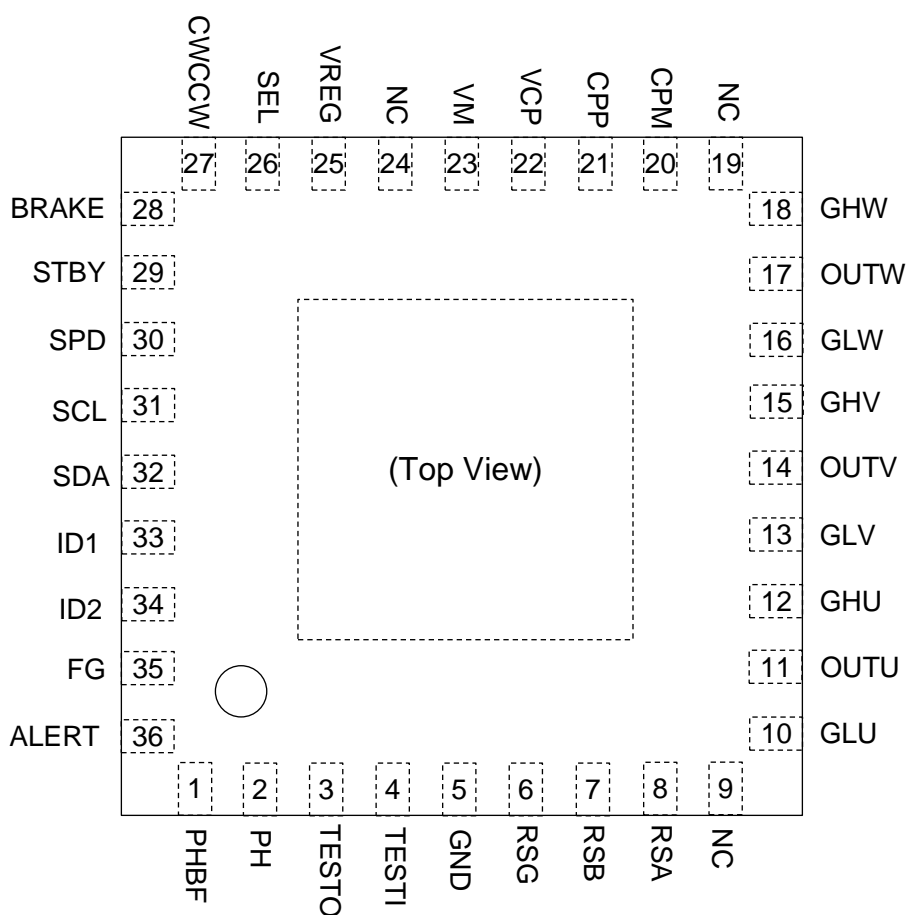 CWCCW SEL VREG NC VM VCP CPP CPM NC
27 26 25 24 23 22 21 20 19
BRAKE 28 18 GHW
STBY 29 17 OUTW
SPD 30 16 GLW
SCL 31 15 GHV
SDA 32 (Top View) 14 OUTV
ID1 33 13 GLV
ID2 34 12 GHU
FG 35 11 OUTU
ALERT 36 10 GLU
1 2 3 4 5 6 7 8 9
PHBF PH TESTO TESTI GND RSG RSB RSA NC